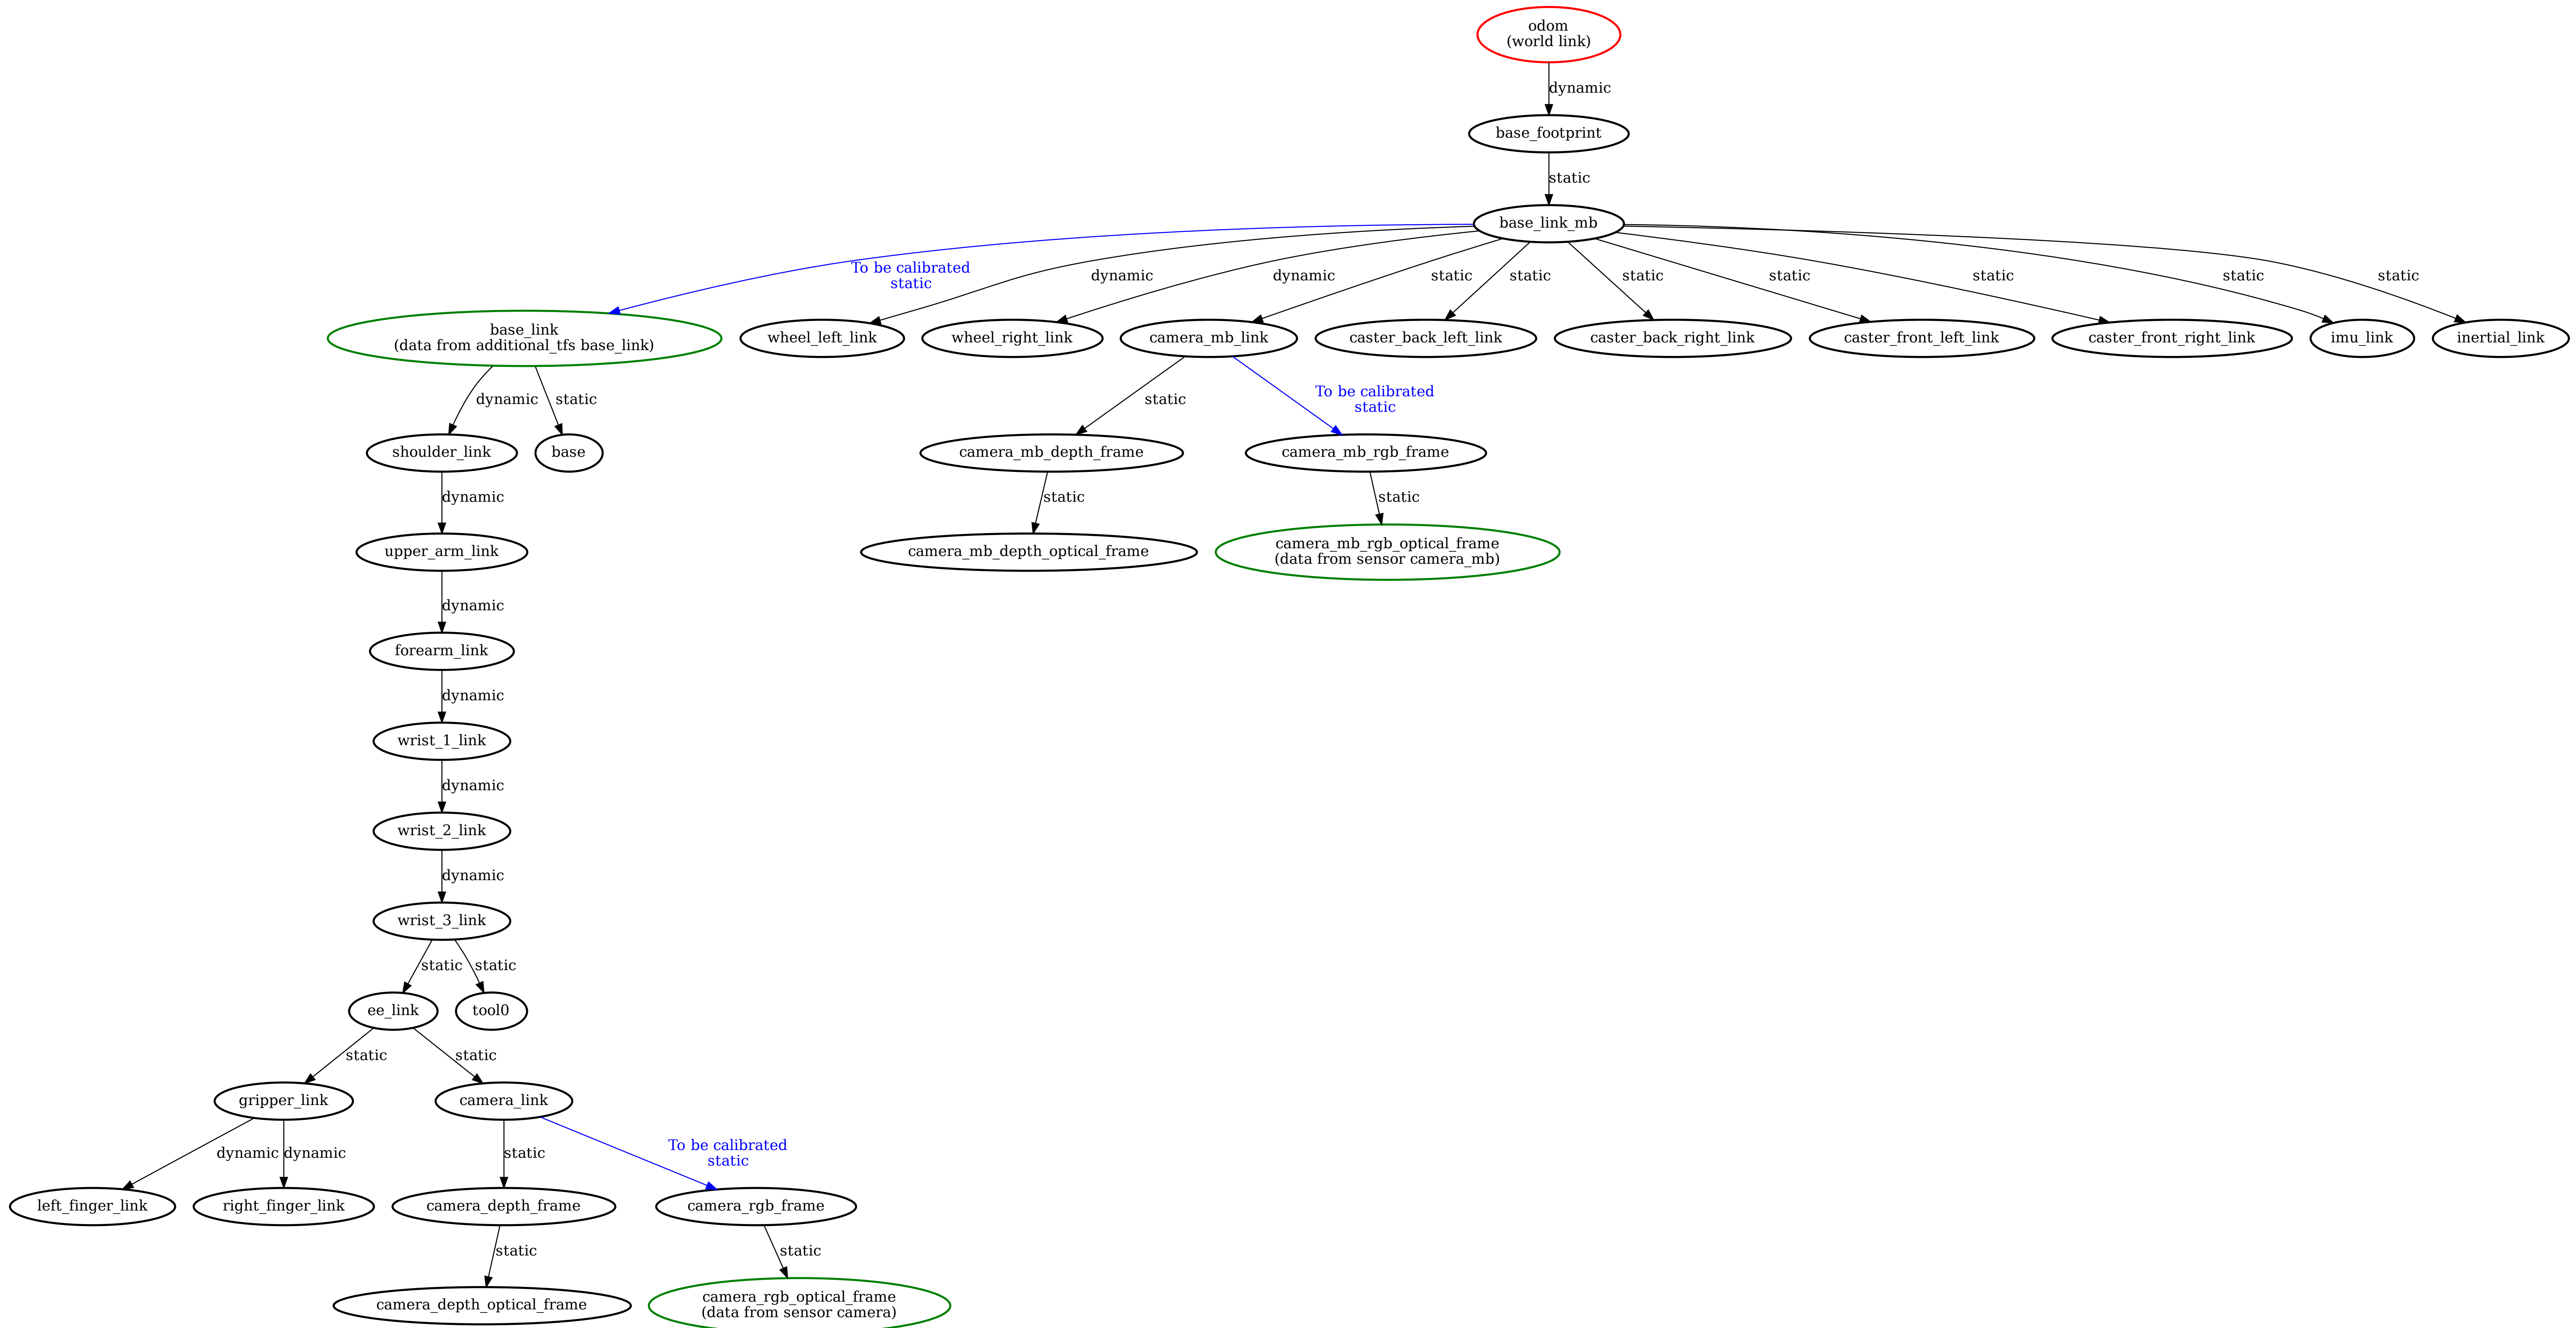 odom
(world link)
dynamic
base_footprint
static
base_link_mb
To be calibrated
static
dynamic
dynamic
static
static
static
static
static
static
static
base_link
(data from additional_tfs base_link)
wheel_left_link
wheel_right_link
camera_mb_link
caster_back_left_link
caster_back_right_link
caster_front_left_link
caster_front_right_link
imu_link
inertial_link
dynamic
static
static
To be calibrated
static
shoulder_link
base
camera_mb_depth_frame
camera_mb_rgb_frame
dynamic
static
static
upper_arm_link
camera_mb_depth_optical_frame
camera_mb_rgb_optical_frame
(data from sensor camera_mb)
dynamic
forearm_link
dynamic
wrist_1_link
dynamic
wrist_2_link
dynamic
wrist_3_link
static
static
ee_link
tool0
static
static
gripper_link
camera_link
dynamic
dynamic
static
To be calibrated
static
left_finger_link
right_finger_link
camera_depth_frame
camera_rgb_frame
static
static
camera_depth_optical_frame
camera_rgb_optical_frame
(data from sensor camera)